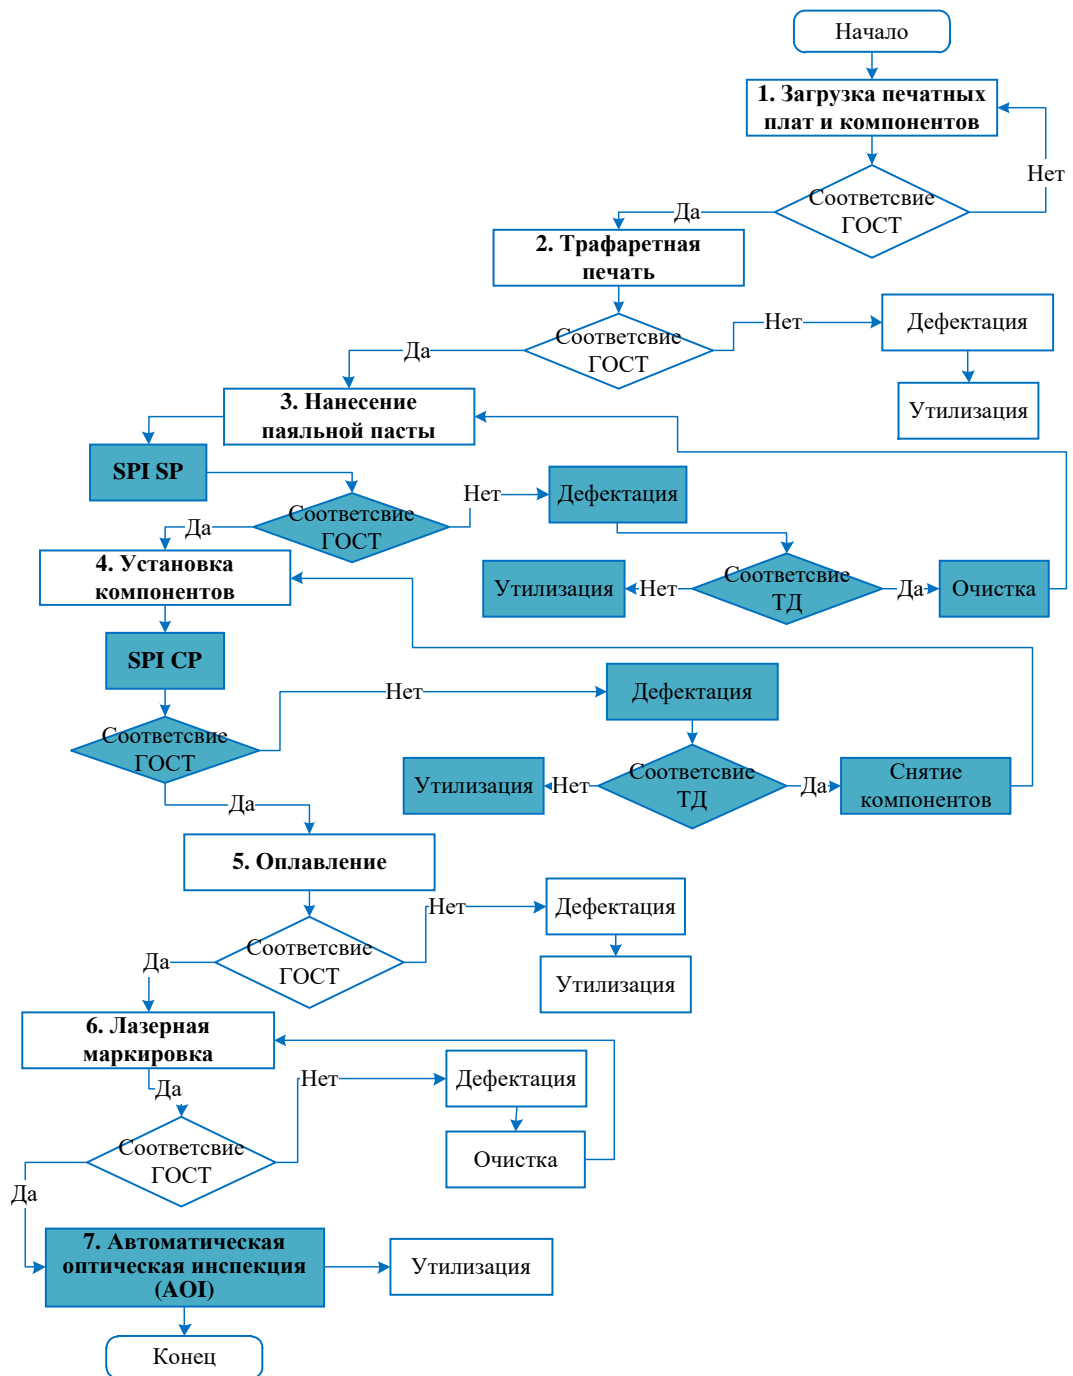 Начало
1. Загрузка печатных
плат и компонентов
Нет
Соответсвие
ГОСТ
Да
2. Трафаретная
печать
Соответсвие
ГОСТ
Нет
Дефектация
Да
Утилизация
3. Нанесение
паяльной пасты
SPI SP
Соответсвие
ГОСТ
Нет
Дефектация
Да
4. Установка
компонентов
Утилизация
Нет
Соответсвие
ТД
Да
Очистка
SPI CP
Соответсвие
ГОСТ
Нет
Дефектация
Утилизация
Нет
Соответсвие
ТД
Да
Снятие
компонентов
Да
5. Оплавление
Соответсвие
ГОСТ
Нет
Дефектация
Да
Утилизация
6. Лазерная
маркировка
Да
Нет
Дефектация
Соответсвие
ГОСТ
Очистка
Да
7. Автоматическая
оптическая инспекция
(AOI)
Утилизация
Конец